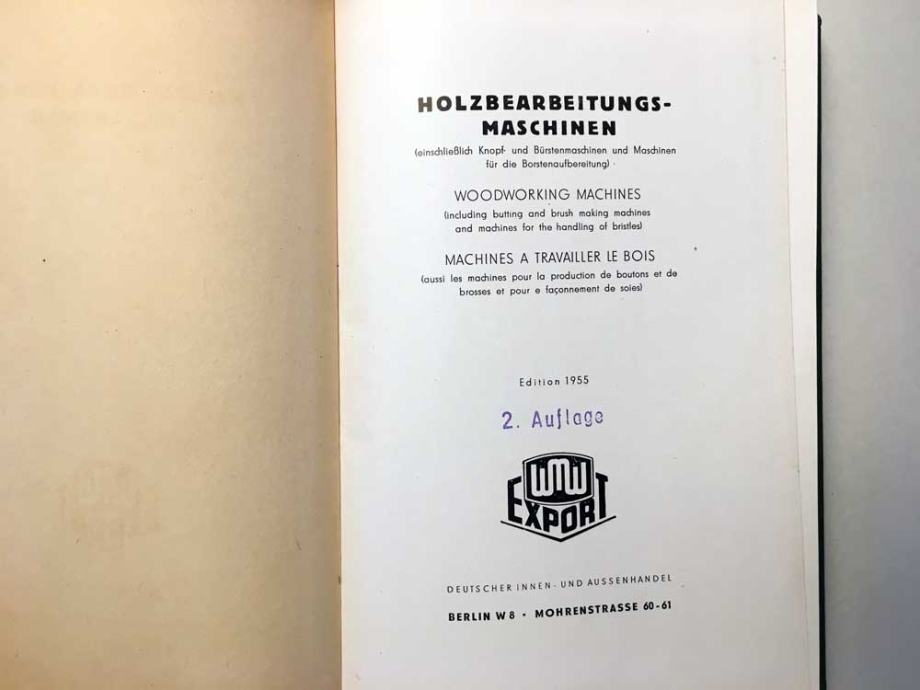 HOLZBEARBEITUNGS-
MASCHINEN
(einschließlich Knopf- und Bürstenmaschinen und Maschinen
für die Borstenaufbereitung)
WOODWORKING MACHINES
(including butting and brush making machines
and machines for the handling of bristles)
MACHINES A TRAVAILLER LE BOIS
(aussi les machines pour la production de boutons et de
brosses et pour e façonnement de soies)
Edition 1955
2. Auflage
WMW
EXPORT
DEUTSCHER INNEN- UND AUSSENHANDEL
BERLIN W 8 • MOHRENSTRASSE 60-61